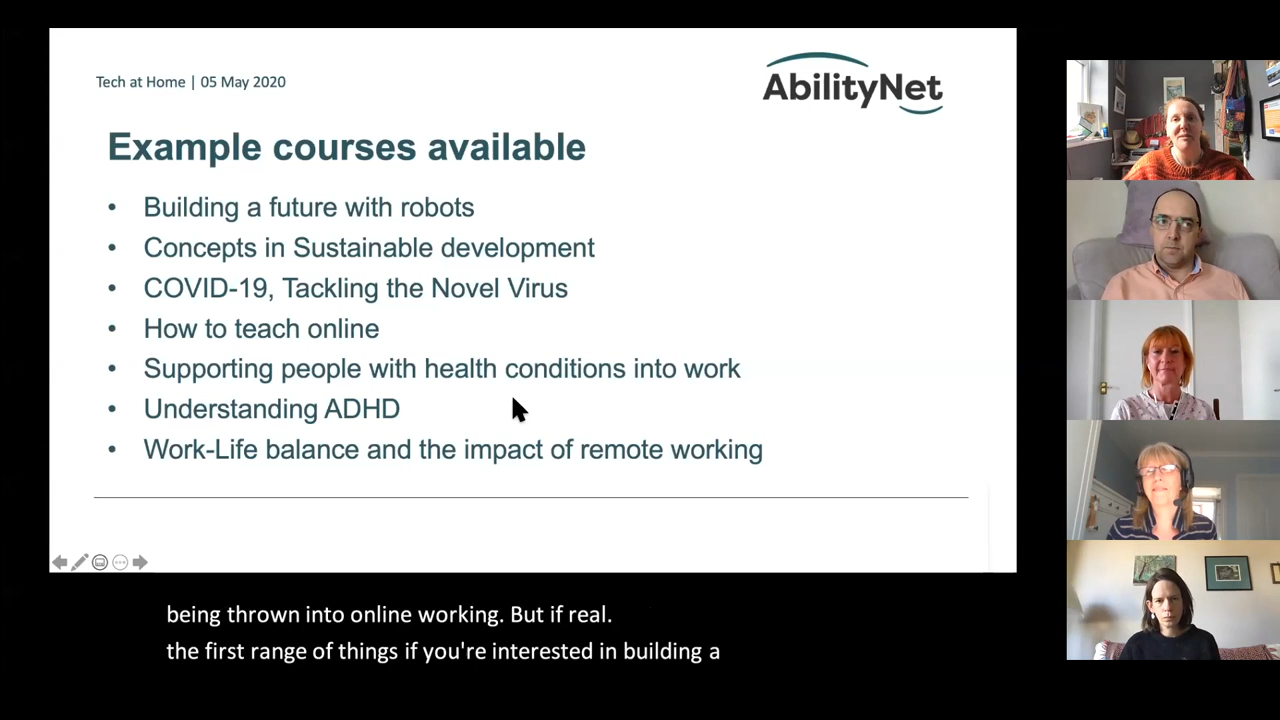 Tech at Home | 05 May 2020
AbilityNet
Example courses available
• Building a future with robots
• Concepts in Sustainable development
• COVID-19, Tackling the Novel Virus
• How to teach online
• Supporting people with health conditions into work
• Understanding ADHD
• Work-Life balance and the impact of remote working
being thrown into online working. But if real.
the first range of things if you're interested in building a